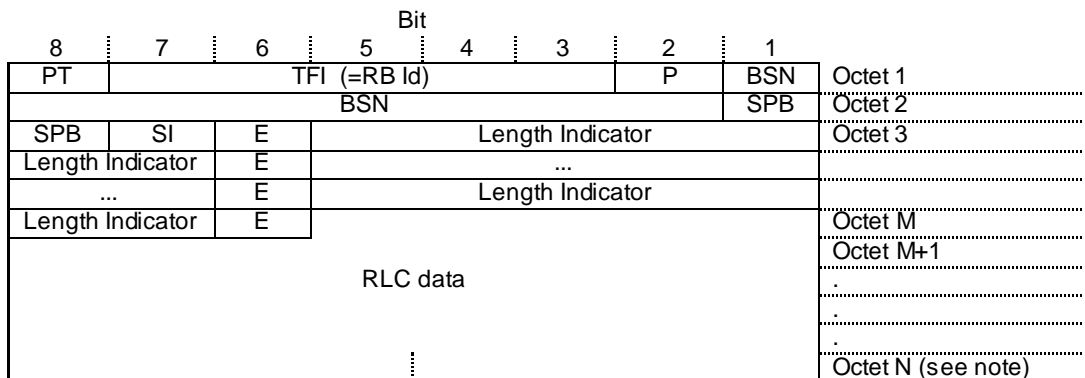 Bit
8 7 6 5 4 3 2 1
PT TFI (=RB Id) P BSN Octet 1
BSN SPB Octet 2
SPB SI E Length Indicator Octet 3
Length Indicator E ...
... E Length Indicator
Length Indicator E Octet M
Octet M+1
RLC data
.
.
.
Octet N (see note)